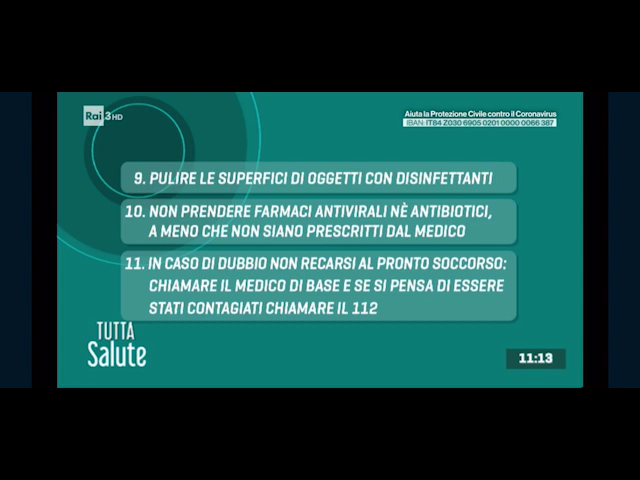 Rai 3HD
Aiuta la Protezione Civile contro il Coronavirus
IBAN: IT84 Z030 6905 0201 0000 0066 387
9. PULIRE LE SUPERFICI DI OGGETTI CON DISINFETTANTI
10. NON PRENDERE FARMACI ANTIVIRALI NÈ ANTIBIOTICI,
A MENO CHE NON SIANO PRESCRITTI DAL MEDICO
11. IN CASO DI DUBBIO NON RECARSI AL PRONTO SOCCORSO:
CHIAMARE IL MEDICO DI BASE E SE SI PENSA DI ESSERE
STATI CONTAGIATI CHIAMARE IL 112
TUTTA
Salute
11:13